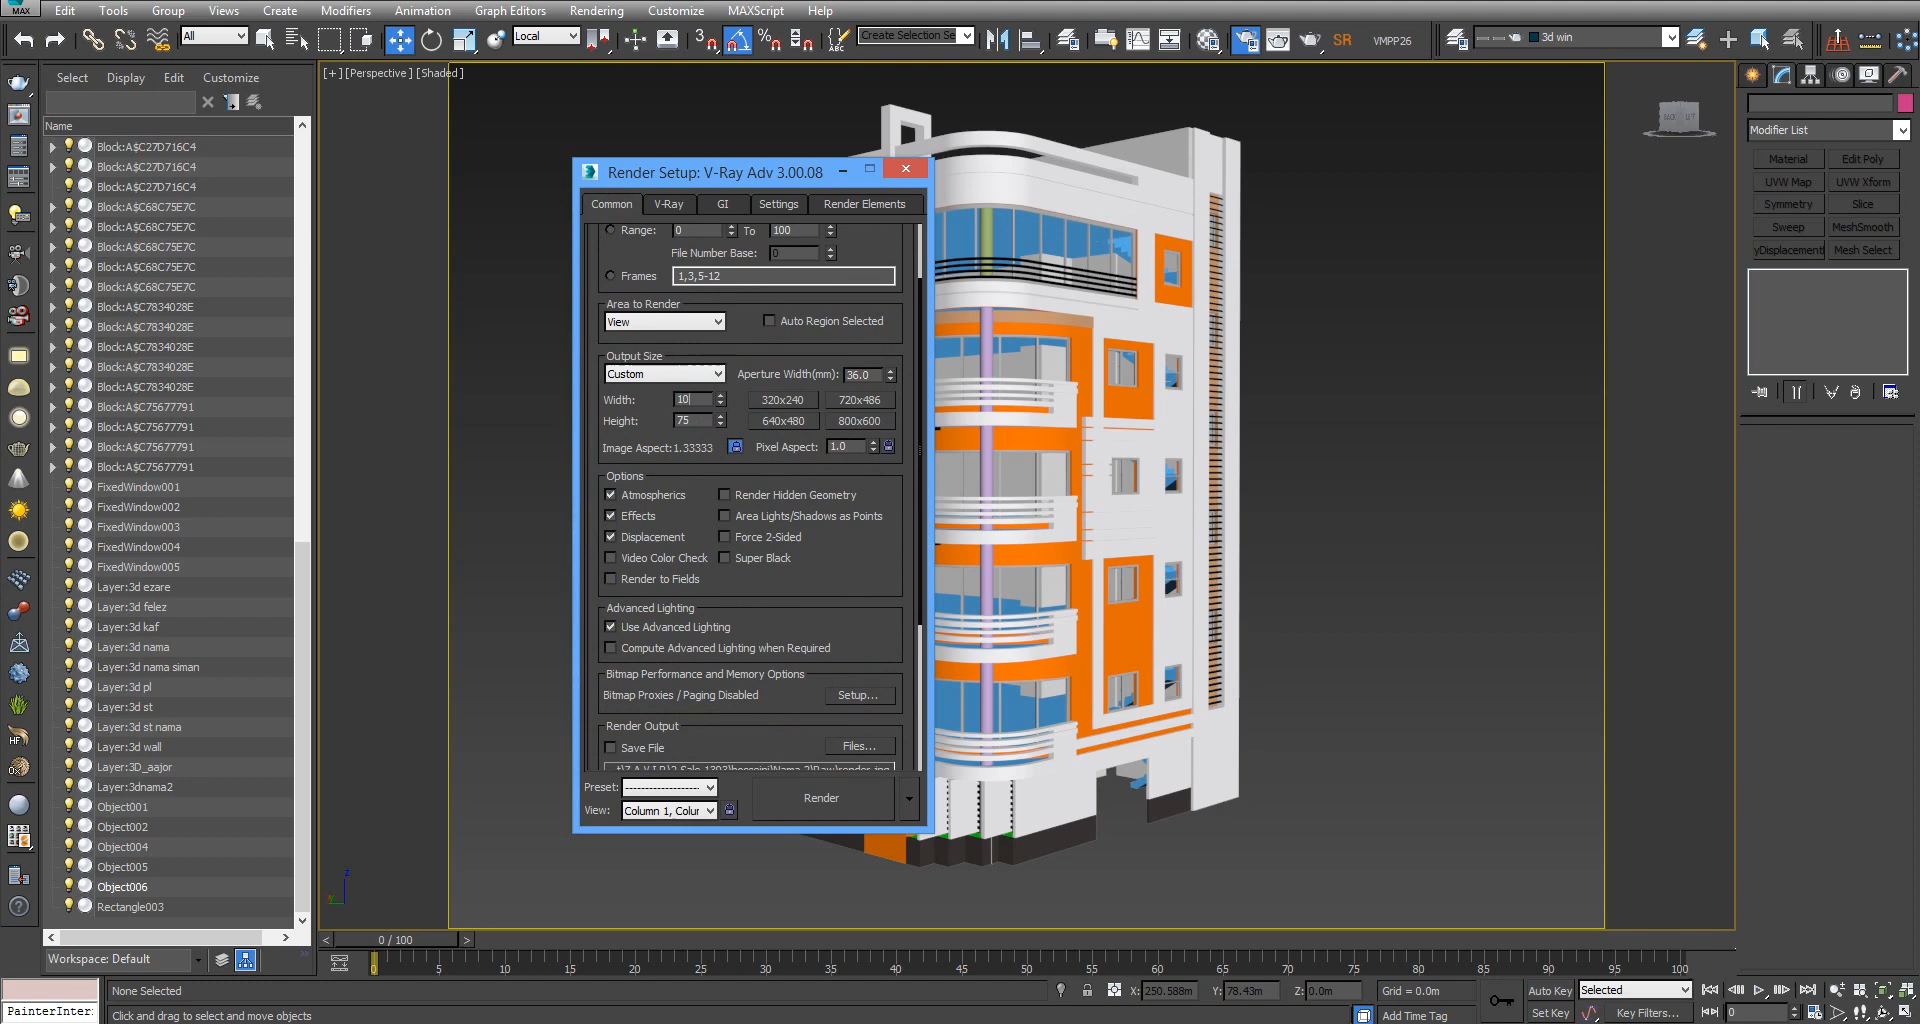 MAX Edit Tools Group Views Create Modifiers Animation Graph Editors Rendering Customize MAXScript Help
All Local Create Selection Se SR VMPP26 3d win
Select Display Edit Customize
[+] [Perspective] [Shaded]
Name
Block:A$C27D716C4
Block:A$C27D716C4
Block:A$C27D716C4
Block:A$C68C75E7C
Block:A$C68C75E7C
Block:A$C68C75E7C
Block:A$C68C75E7C
Block:A$C68C75E7C
Block:A$C7834028E
Block:A$C7834028E
Block:A$C7834028E
Block:A$C7834028E
Block:A$C7834028E
Block:A$C75677791
Block:A$C75677791
Block:A$C75677791
Block:A$C75677791
FixedWindow001
FixedWindow002
FixedWindow003
FixedWindow004
FixedWindow005
Layer:3d ezare
Layer:3d felez
Layer:3d kaf
Layer:3d nama
Layer:3d nama siman
Layer:3d pl
Layer:3d st
Layer:3d st nama
Layer:3d wall
Layer:3D_aajor
Layer:3dnama2
Object001
Object002
Object004
Object005
Object006
Rectangle003
Workspace: Default
Render Setup: V-Ray Adv 3.00.08
Common V-Ray GI Settings Render Elements
Range: 0 To 100
File Number Base: 0
Frames 1,3,5-12
Area to Render
View Auto Region Selected
Output Size
Custom Aperture Width(mm): 36.0
Width: 10 320x240 720x486
Height: 75 640x480 800x600
Image Aspect: 1.33333 Pixel Aspect: 1.0
Options
Atmospherics Render Hidden Geometry
Effects Area Lights/Shadows as Points
Displacement Force 2-Sided
Video Color Check Super Black
Render to Fields
Advanced Lighting
Use Advanced Lighting
Compute Advanced Lighting when Required
Bitmap Performance and Memory Options
Bitmap Proxies / Paging Disabled Setup...
Render Output
Save File Files...
Preset: -------------------
View: Column 1, Colur Render
Modifier List
Material Edit Poly
UVW Map UVW Xform
Symmetry Slice
Sweep MeshSmooth
yDisplacement Mesh Select
0 / 100
0 5 10 15 20 25 30 35 40 45 50 55 60 65 70 75 80 85 90 95 100
None Selected X: 250.588m Y: 78.43m Z: 0.0m Grid = 0.0m Auto Key Selected
PainterInter: Click and drag to select and move objects Add Time Tag Set Key Key Filters... 0